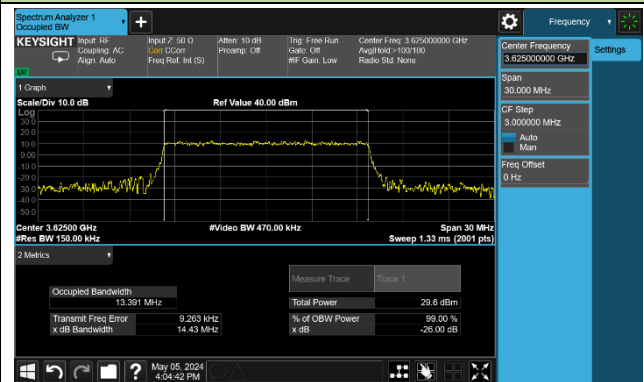 Spectrum Analyzer 1
Occupied BW
+
Frequency
KEYSIGHT
Input: RF
Coupling: AC
Align: Auto
Input Z: 50 Ω
Corr CCorr
Freq Ref: Int (S)
Atten: 10 dB
Preamp: Off
Trig: Free Run
Gate: Off
#IF Gain: Low
Center Freq: 3.625000000 GHz
Avg|Hold:>100/100
Radio Std: None
Center Frequency
3.625000000 GHz
Settings
Span
30.000 MHz
CF Step
3.000000 MHz
Auto
Man
Freq Offset
0 Hz
1 Graph
Scale/Div 10.0 dB
Ref Value 40.00 dBm
Log
30.0
20.0
10.0
0.00
-10.0
-20.0
-30.0
-40.0
-50.0
Center 3.62500 GHz
#Video BW 470.00 kHz
Span 30 MHz
#Res BW 150.00 kHz
Sweep 1.33 ms (2001 pts)
2 Metrics
Measure Trace
Trace 1
Occupied Bandwidth
13.391 MHz
Total Power
29.6 dBm
Transmit Freq Error
9.263 kHz
% of OBW Power
99.00 %
x dB Bandwidth
14.43 MHz
x dB
-26.00 dB
?
May 05, 2024
4:04:42 PM